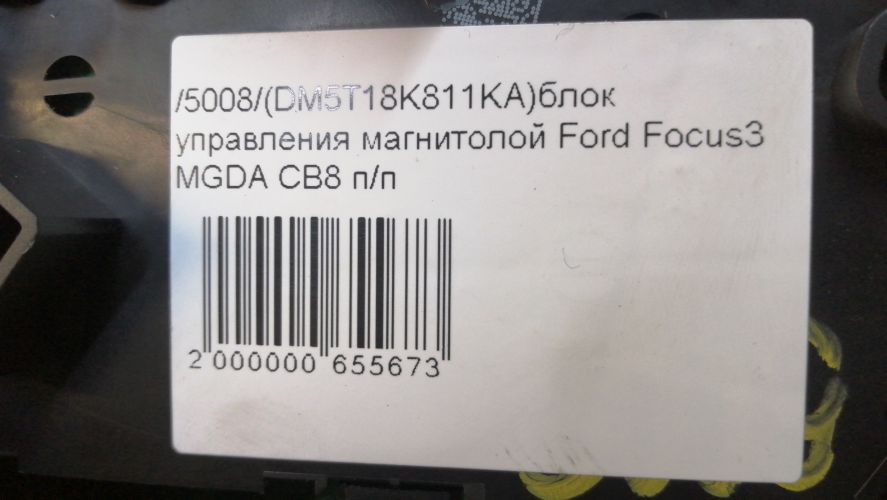 /5008/(DM5T18K811KA)блок
управления магнитолой Ford Focus3
MGDA CB8 п/п
2 000000 655673